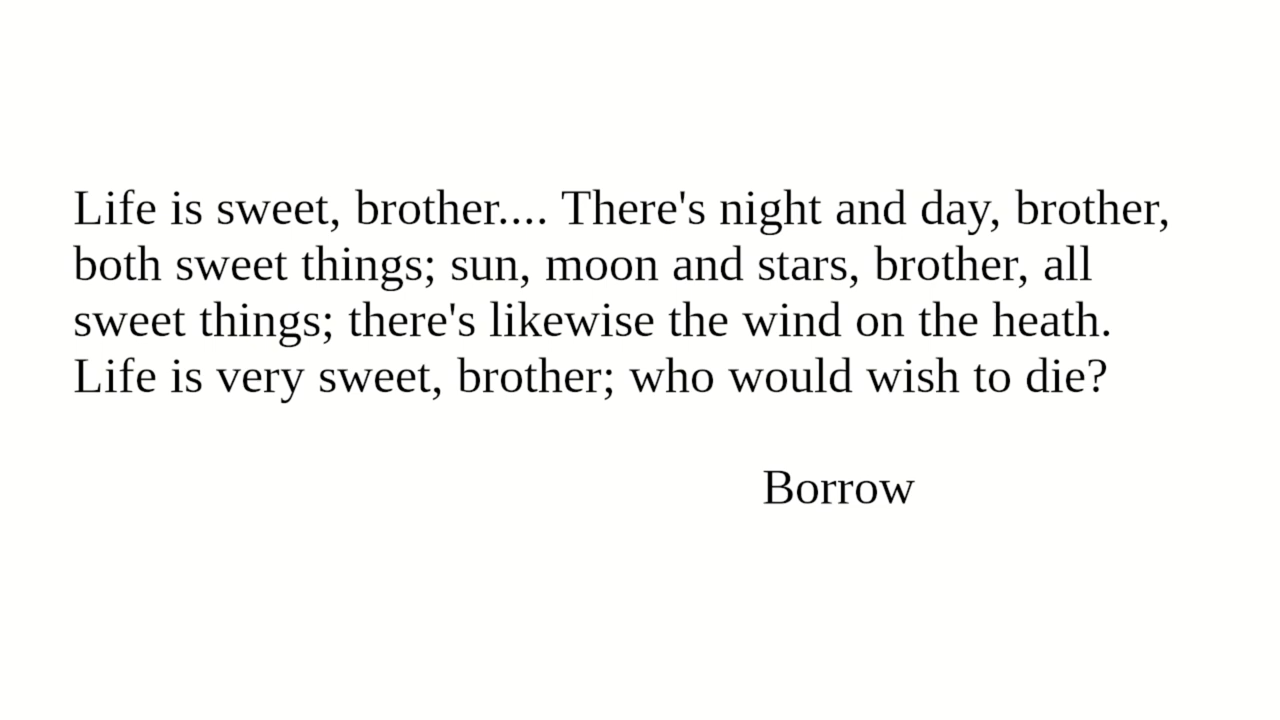 Life is sweet, brother.... There's night and day, brother,
both sweet things; sun, moon and stars, brother, all
sweet things; there's likewise the wind on the heath.
Life is very sweet, brother; who would wish to die?
Borrow